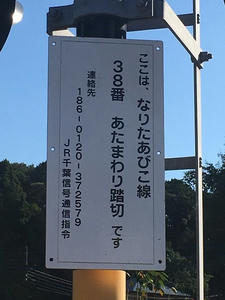 ここは、なりたあびこ線
38番　あたまわり踏切　です
連絡先
186-0120-372579
JR千葉信号通信指令